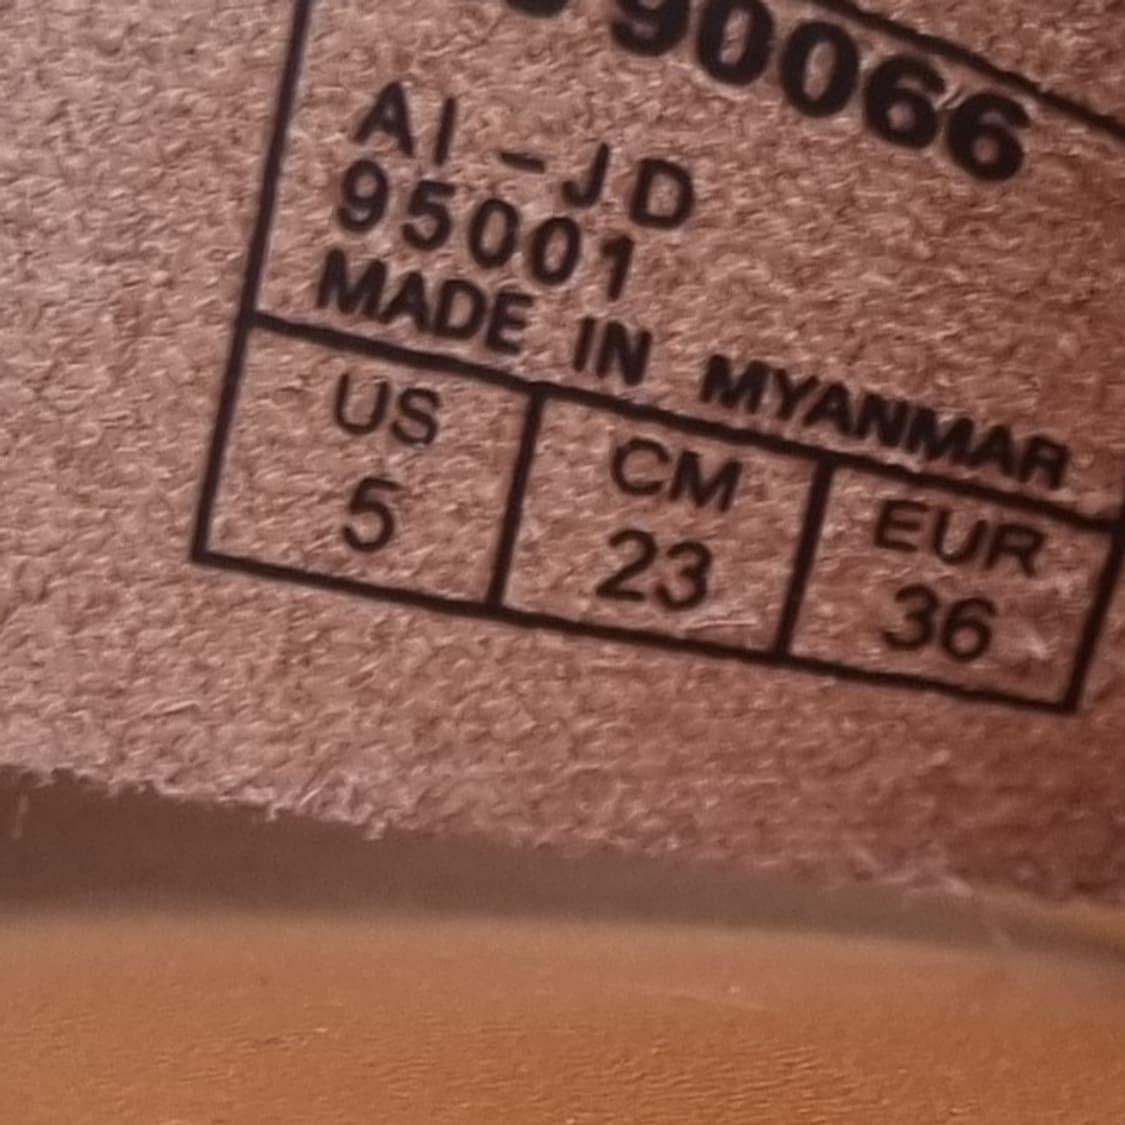 90066
AI-JD
95001
MADE IN MYANMAR
US CM EUR
5 23 36